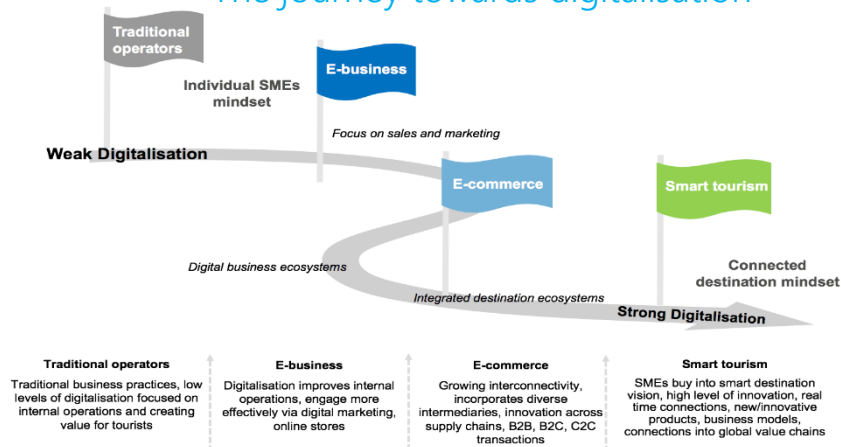 The journey towards digitalisation
Traditional
operators
E-business
Individual SMEs
mindset
Focus on sales and marketing
Weak Digitalisation
E-commerce
Smart tourism
Digital business ecosystems
Connected
destination mindset
Integrated destination ecosystems
Strong Digitalisation
Traditional operators
Traditional business practices, low
levels of digitalisation focused on
internal operations and creating
value for tourists
E-business
Digitalisation improves internal
operations, engage more
effectively via digital marketing,
online stores
E-commerce
Growing interconnectivity,
incorporates diverse
intermediaries, innovation across
supply chains, B2B, B2C, C2C
transactions
Smart tourism
SMEs buy into smart destination
vision, high level of innovation, real
time connections, new/innovative
products, business models,
connections into global value chains